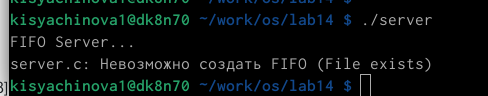 kisyachinova1@dk8n70 ~/work/os/lab14 $ ./server
FIFO Server...
server.c: Невозможно создать FIFO (File exists)
kisyachinova1@dk8n70 ~/work/os/lab14 $